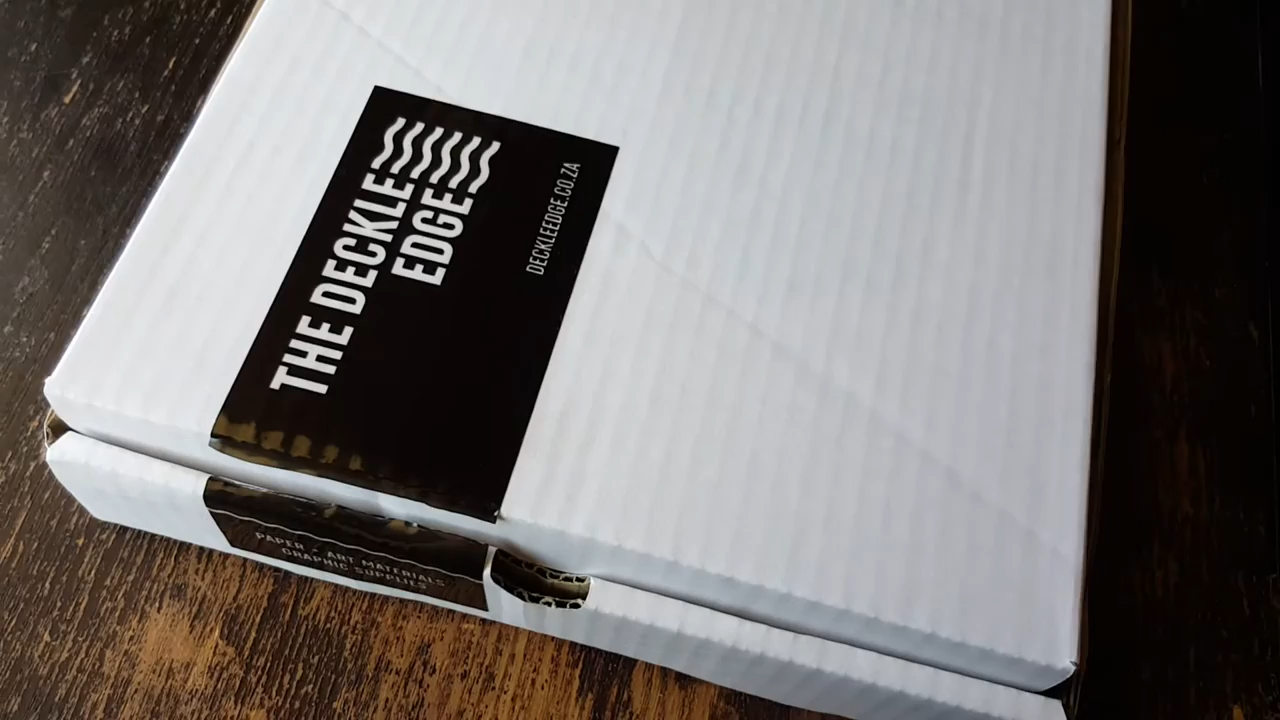 THE DECKLE
EDGE
DECKLEEDGE.CO.ZA
PAPER - ART MATERIALS
GRAPHIC SUPPLIES